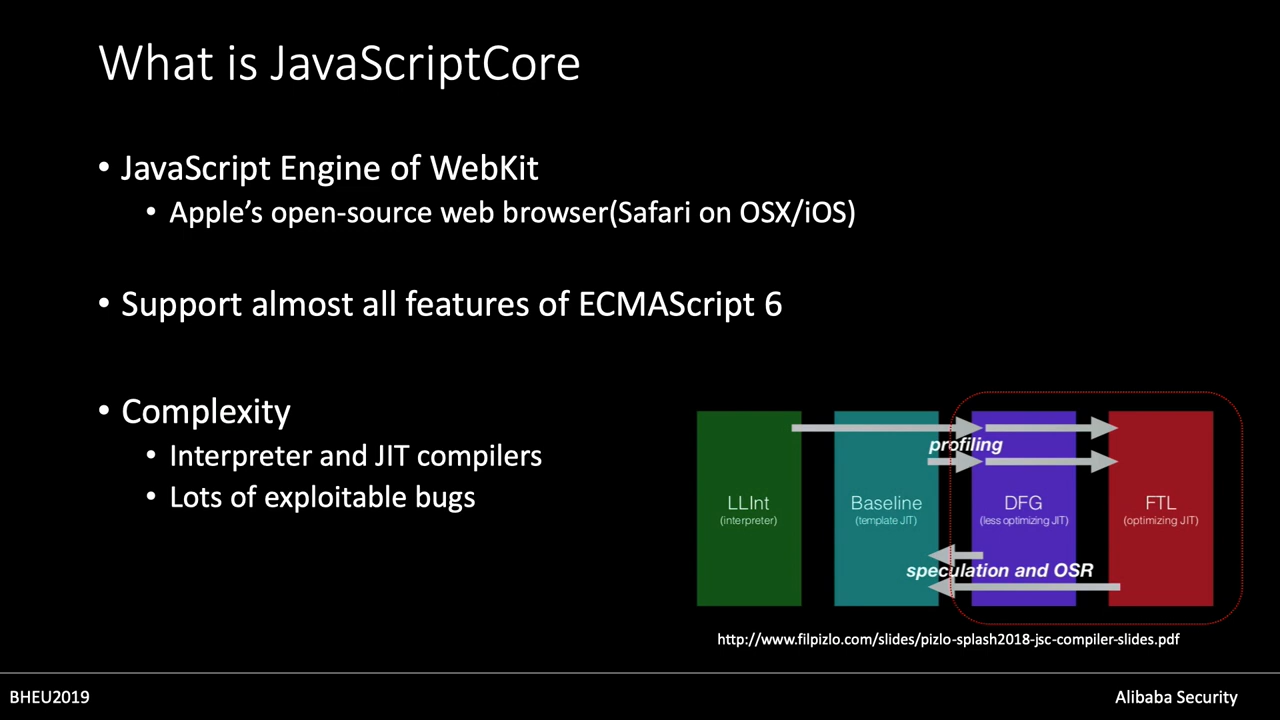 What is JavaScriptCore
• JavaScript Engine of WebKit
• Apple’s open-source web browser(Safari on OSX/iOS)
• Support almost all features of ECMAScript 6
• Complexity
• Interpreter and JIT compilers
• Lots of exploitable bugs
profiling
LLInt
(interpreter)
Baseline
(template JIT)
DFG
(less optimizing JIT)
FTL
(optimizing JIT)
speculation and OSR
http://www.filpizlo.com/slides/pizlo-splash2018-jsc-compiler-slides.pdf
BHEU2019
Alibaba Security